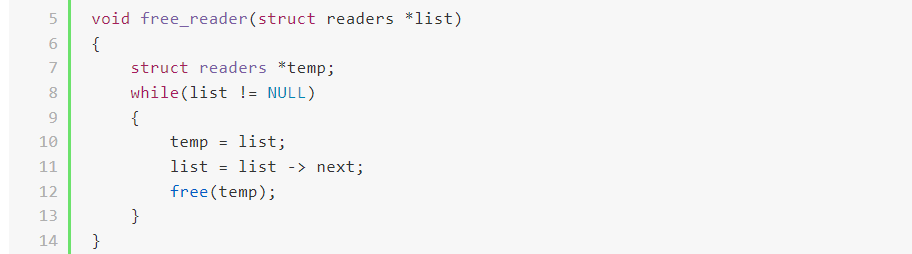 5 void free_reader(struct readers *list)
6 {
7     struct readers *temp;
8     while(list != NULL)
9     {
10         temp = list;
11         list = list -> next;
12         free(temp);
13     }
14 }